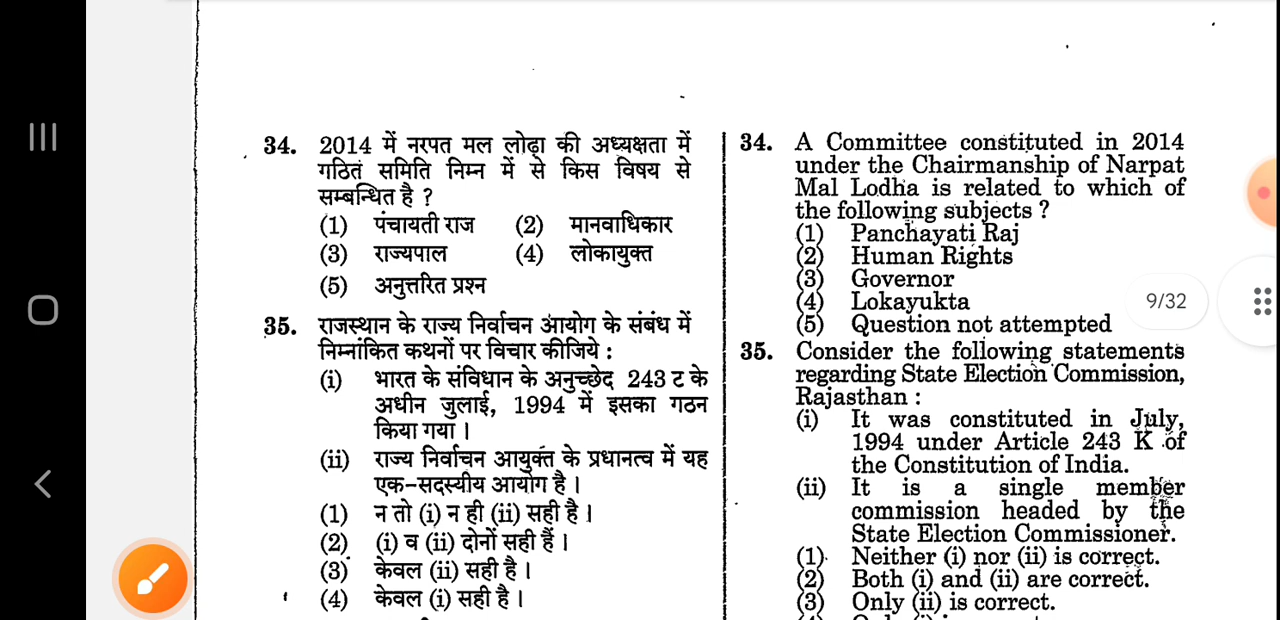 34. 2014 में नरपत मल लोढ़ा की अध्यक्षता में
गठित समिति निम्न में से किस विषय से
सम्बन्धित है ?
(1) पंचायती राज (2) मानवाधिकार
(3) राज्यपाल (4) लोकायुक्त
(5) अनुत्तरित प्रश्न
35. राजस्थान के राज्य निर्वाचन आयोग के संबंध में
निम्नांकित कथनों पर विचार कीजिये :
(i) भारत के संविधान के अनुच्छेद 243 ट के
अधीन जुलाई, 1994 में इसका गठन
किया गया।
(ii) राज्य निर्वाचन आयुक्त के प्रधानत्व में यह
एक-सदस्यीय आयोग है।
(1) न तो (i) न ही (ii) सही है।
(2) (i) व (ii) दोनों सही हैं।
(3) केवल (ii) सही है।
(4) केवल (i) सही है।
34. A Committee constituted in 2014
under the Chairmanship of Narpat
Mal Lodha is related to which of
the following subjects ?
(1) Panchayati Raj
(2) Human Rights
(3) Governor
(4) Lokayukta
(5) Question not attempted
35. Consider the following statements
regarding State Election Commission,
Rajasthan :
(i) It was constituted in July,
1994 under Article 243 K of
the Constitution of India.
(ii) It is a single member
commission headed by the
State Election Commissioner.
(1) Neither (i) nor (ii) is correct.
(2) Both (i) and (ii) are correct.
(3) Only (ii) is correct.
9/32